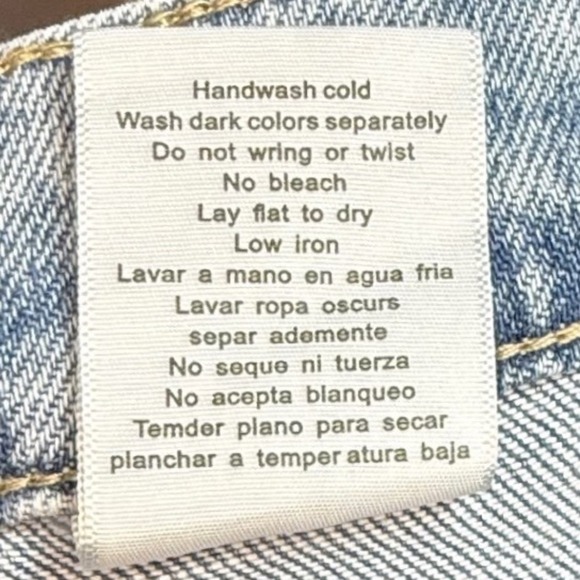 Handwash cold
Wash dark colors separately
Do not wring or twist
No bleach
Lay flat to dry
Low iron
Lavar a mano en agua fria
Lavar ropa oscurs
separ ademente
No seque ni tuerza
No acepta blanqueo
Temder plano para secar
planchar a temper atura baja